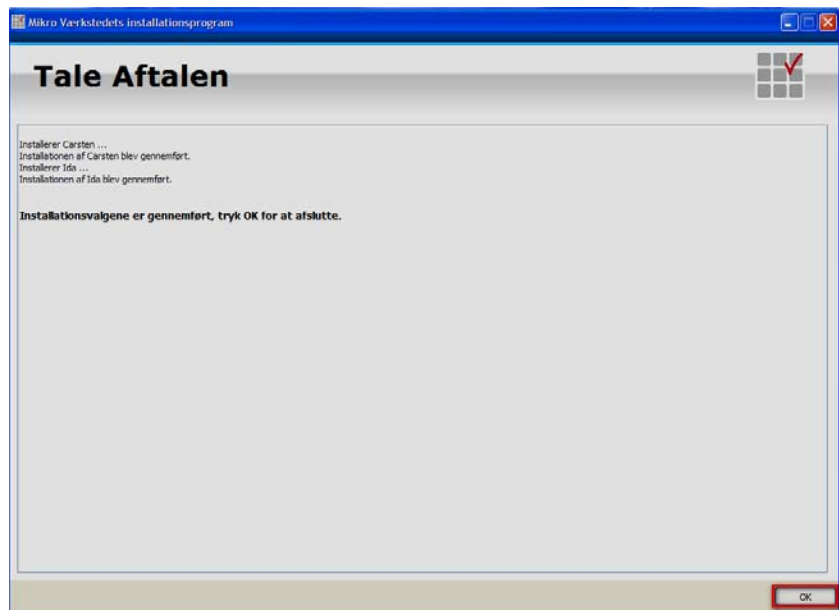 Mikro Værkstedets installationsprogram
Tale Aftalen
Installerer Carsten ...
Installationen af Carsten blev gennemført.
Installerer Ida ...
Installationen af Ida blev gennemført.
Installationsvalgene er gennemført, tryk OK for at afslutte.
OK